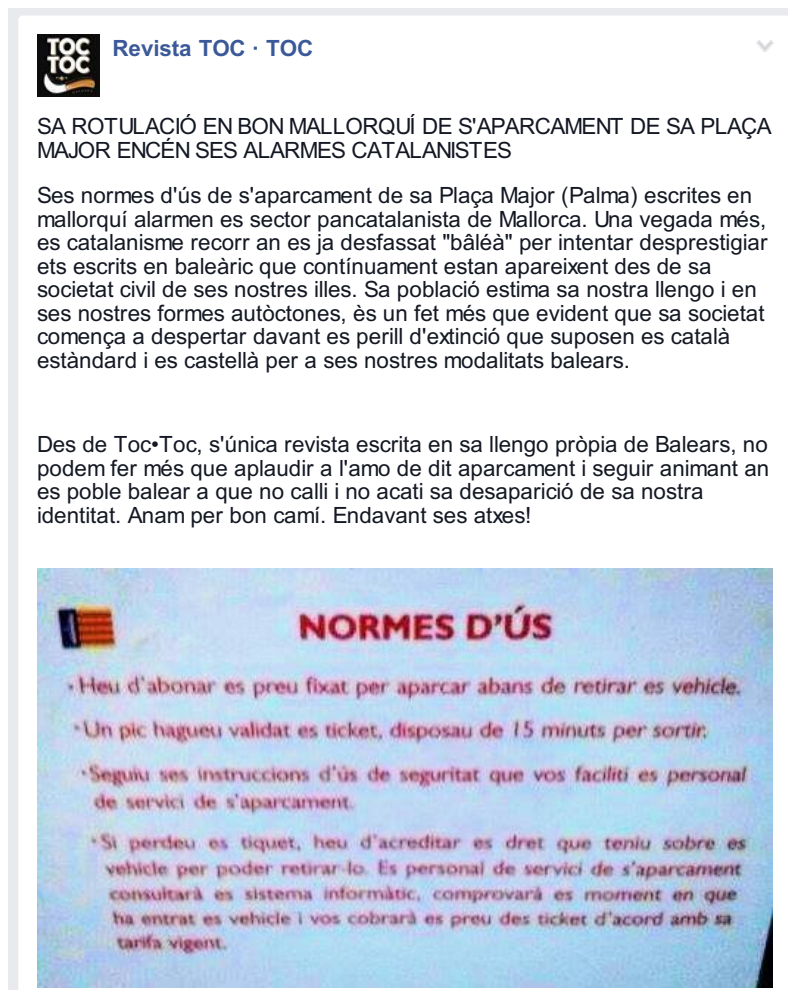 TOC
TOC
Revista TOC · TOC
SA ROTULACIÓ EN BON MALLORQUÍ DE S'APARCAMENT DE SA PLAÇA
MAJOR ENCÉN SES ALARMES CATALANISTES
Ses normes d'ús de s'aparcament de sa Plaça Major (Palma) escrites en
mallorquí alarmen es sector pancatalanista de Mallorca. Una vegada més,
es catalanisme recorr an es ja desfassat "bâléà" per intentar desprestigiar
ets escrits en baleàric que contínuament estan apareixent des de sa
societat civil de ses nostres illes. Sa població estima sa nostra llengo i en
ses nostres formes autòctones, ès un fet més que evident que sa societat
comença a despertar davant es perill d'extinció que suposen es català
estàndard i es castellà per a ses nostres modalitats balears.
Des de Toc•Toc, s'única revista escrita en sa llengo pròpia de Balears, no
podem fer més que aplaudir a l'amo de dit aparcament i seguir animant an
es poble balear a que no calli i no acati sa desaparició de sa nostra
identitat. Anam per bon camí. Endavant ses atxes!
NORMES D'ÚS
·Heu d'abonar es preu fixat per aparcar abans de retirar es vehicle.
·Un pic hagueu validat es ticket, disposau de 15 minuts per sortir.
·Seguiu ses instruccions d'ús de seguritat que vos faciliti es personal
de servici de s'aparcament.
·Si perdeu es tiquet, heu d'acreditar es dret que teniu sobre es
vehicle per poder retirar-lo. Es personal de servici de s'aparcament
consultarà es sistema informàtic, comprovarà es moment en que
ha entrat es vehicle i vos cobrarà es preu des ticket d'acord amb sa
tarifa vigent.